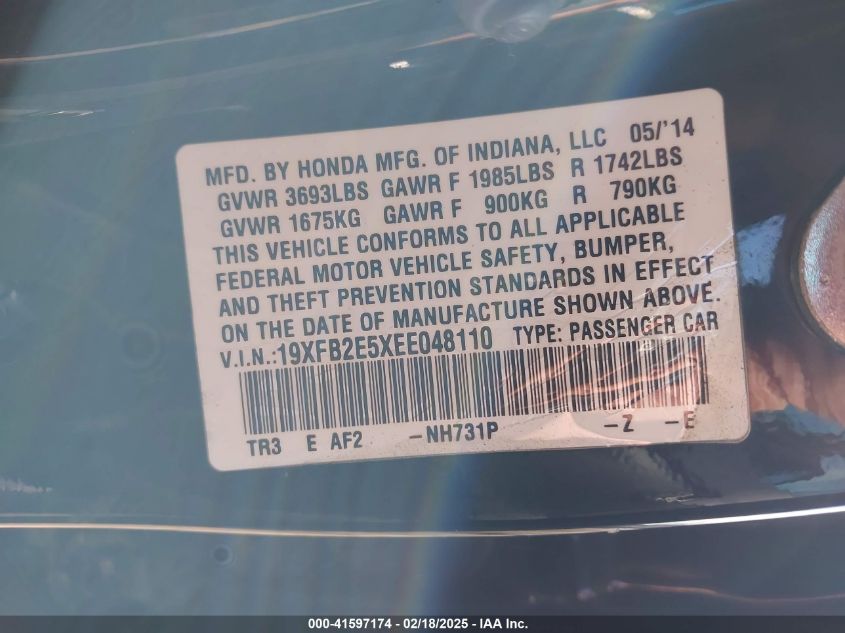 MFD. BY HONDA MFG. OF INDIANA, LLC 05/'14
GVWR 3693LBS GAWR F 1985LBS R 1742LBS
GVWR 1675KG GAWR F 900KG R 790KG
THIS VEHICLE CONFORMS TO ALL APPLICABLE
FEDERAL MOTOR VEHICLE SAFETY, BUMPER,
AND THEFT PREVENTION STANDARDS IN EFFECT
ON THE DATE OF MANUFACTURE SHOWN ABOVE.
V.I.N.:19XFB2E5XEE048110 TYPE: PASSENGER CAR
TR3 E AF2 -NH731P -Z -E
000-41597174 - 02/18/2025 - IAA Inc.